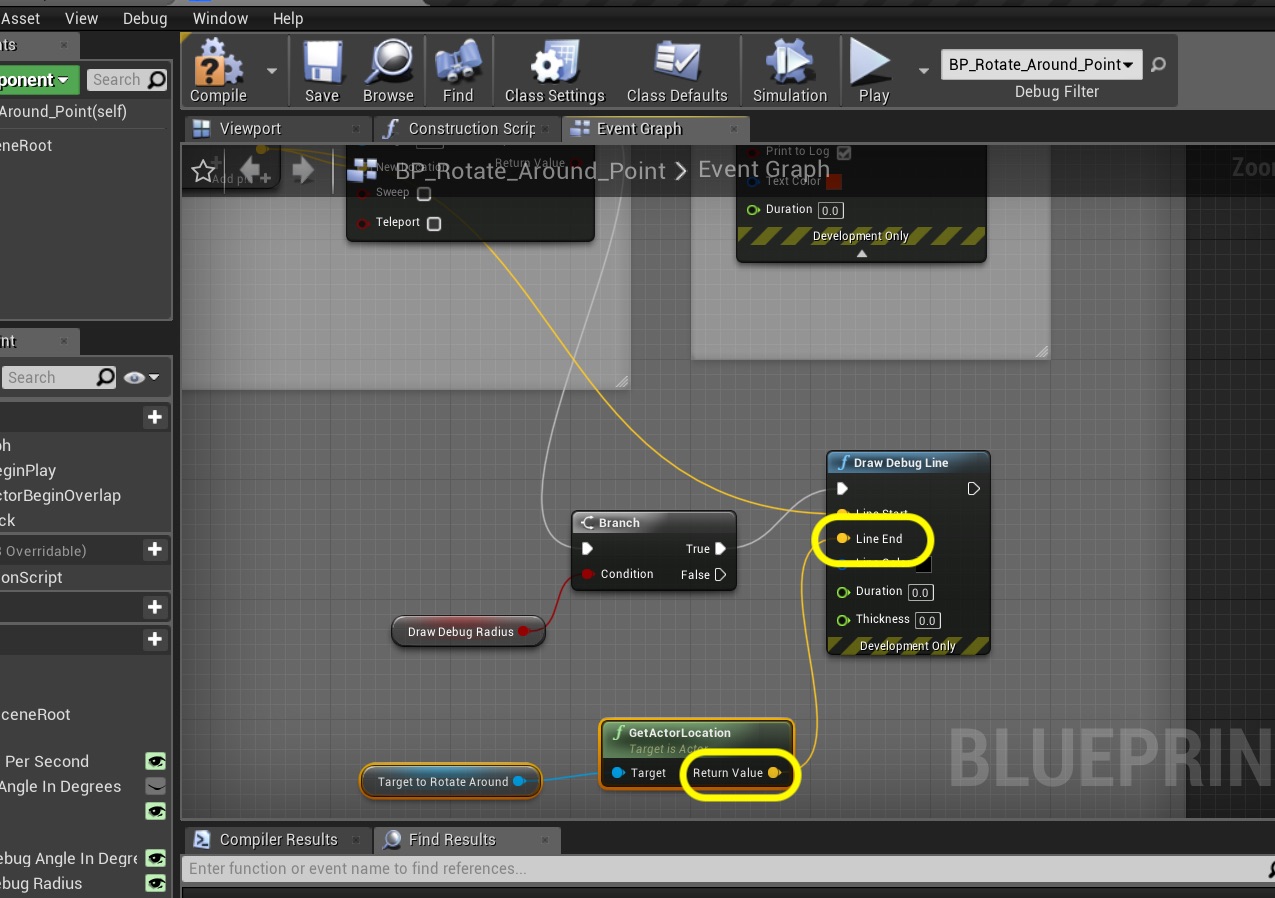 Asset View Debug Window Help
nts
ponent Search
Around_Point(self)
eneRoot
Compile Save Browse Find Class Settings Class Defaults Simulation Play
BP_Rotate_Around_Point
Debug Filter
Viewport Construction Scrip Event Graph
BP_Rotate_Around_Point > Event Graph
Zoo
Add pi
New Location
Return Value
Sweep
Teleport
Print to Log
Text Color
Duration 0.0
Development Only
nt
Search
ph
eginPlay
ctorBeginOverlap
ck
Overridable)
onScript
ceneRoot
Per Second
Angle In Degrees
ebug Angle In Degre
ebug Radius
Draw Debug Line
Line Start
Line End
Duration 0.0
Thickness 0.0
Development Only
Branch
True
Condition False
Draw Debug Radius
GetActorLocation
Target is Actor
Target Return Value
Target to Rotate Around
BLUEPRIN
Compiler Results Find Results
Enter function or event name to find references...